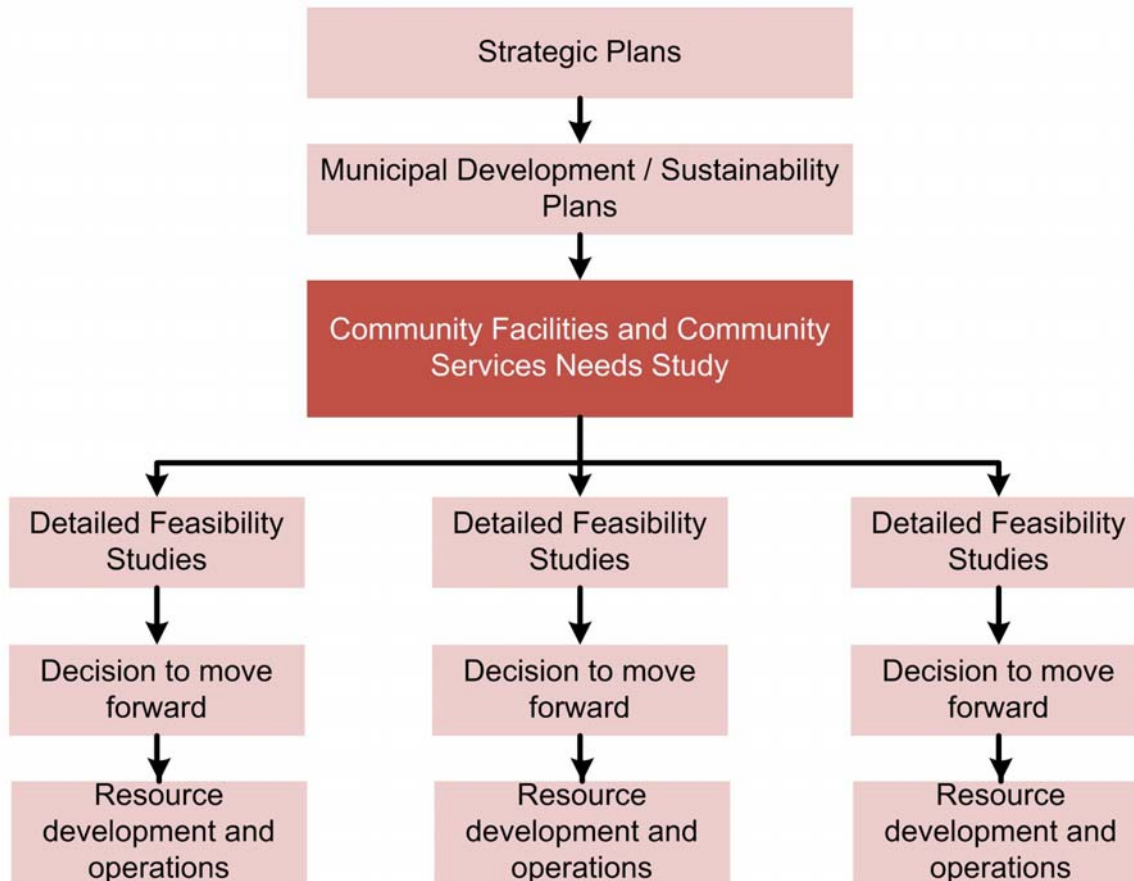 Strategic Plans
Municipal Development / Sustainability
Plans
Community Facilities and Community
Services Needs Study
Detailed Feasibility
Studies
Detailed Feasibility
Studies
Detailed Feasibility
Studies
Decision to move
forward
Decision to move
forward
Decision to move
forward
Resource
development and
operations
Resource
development and
operations
Resource
development and
operations